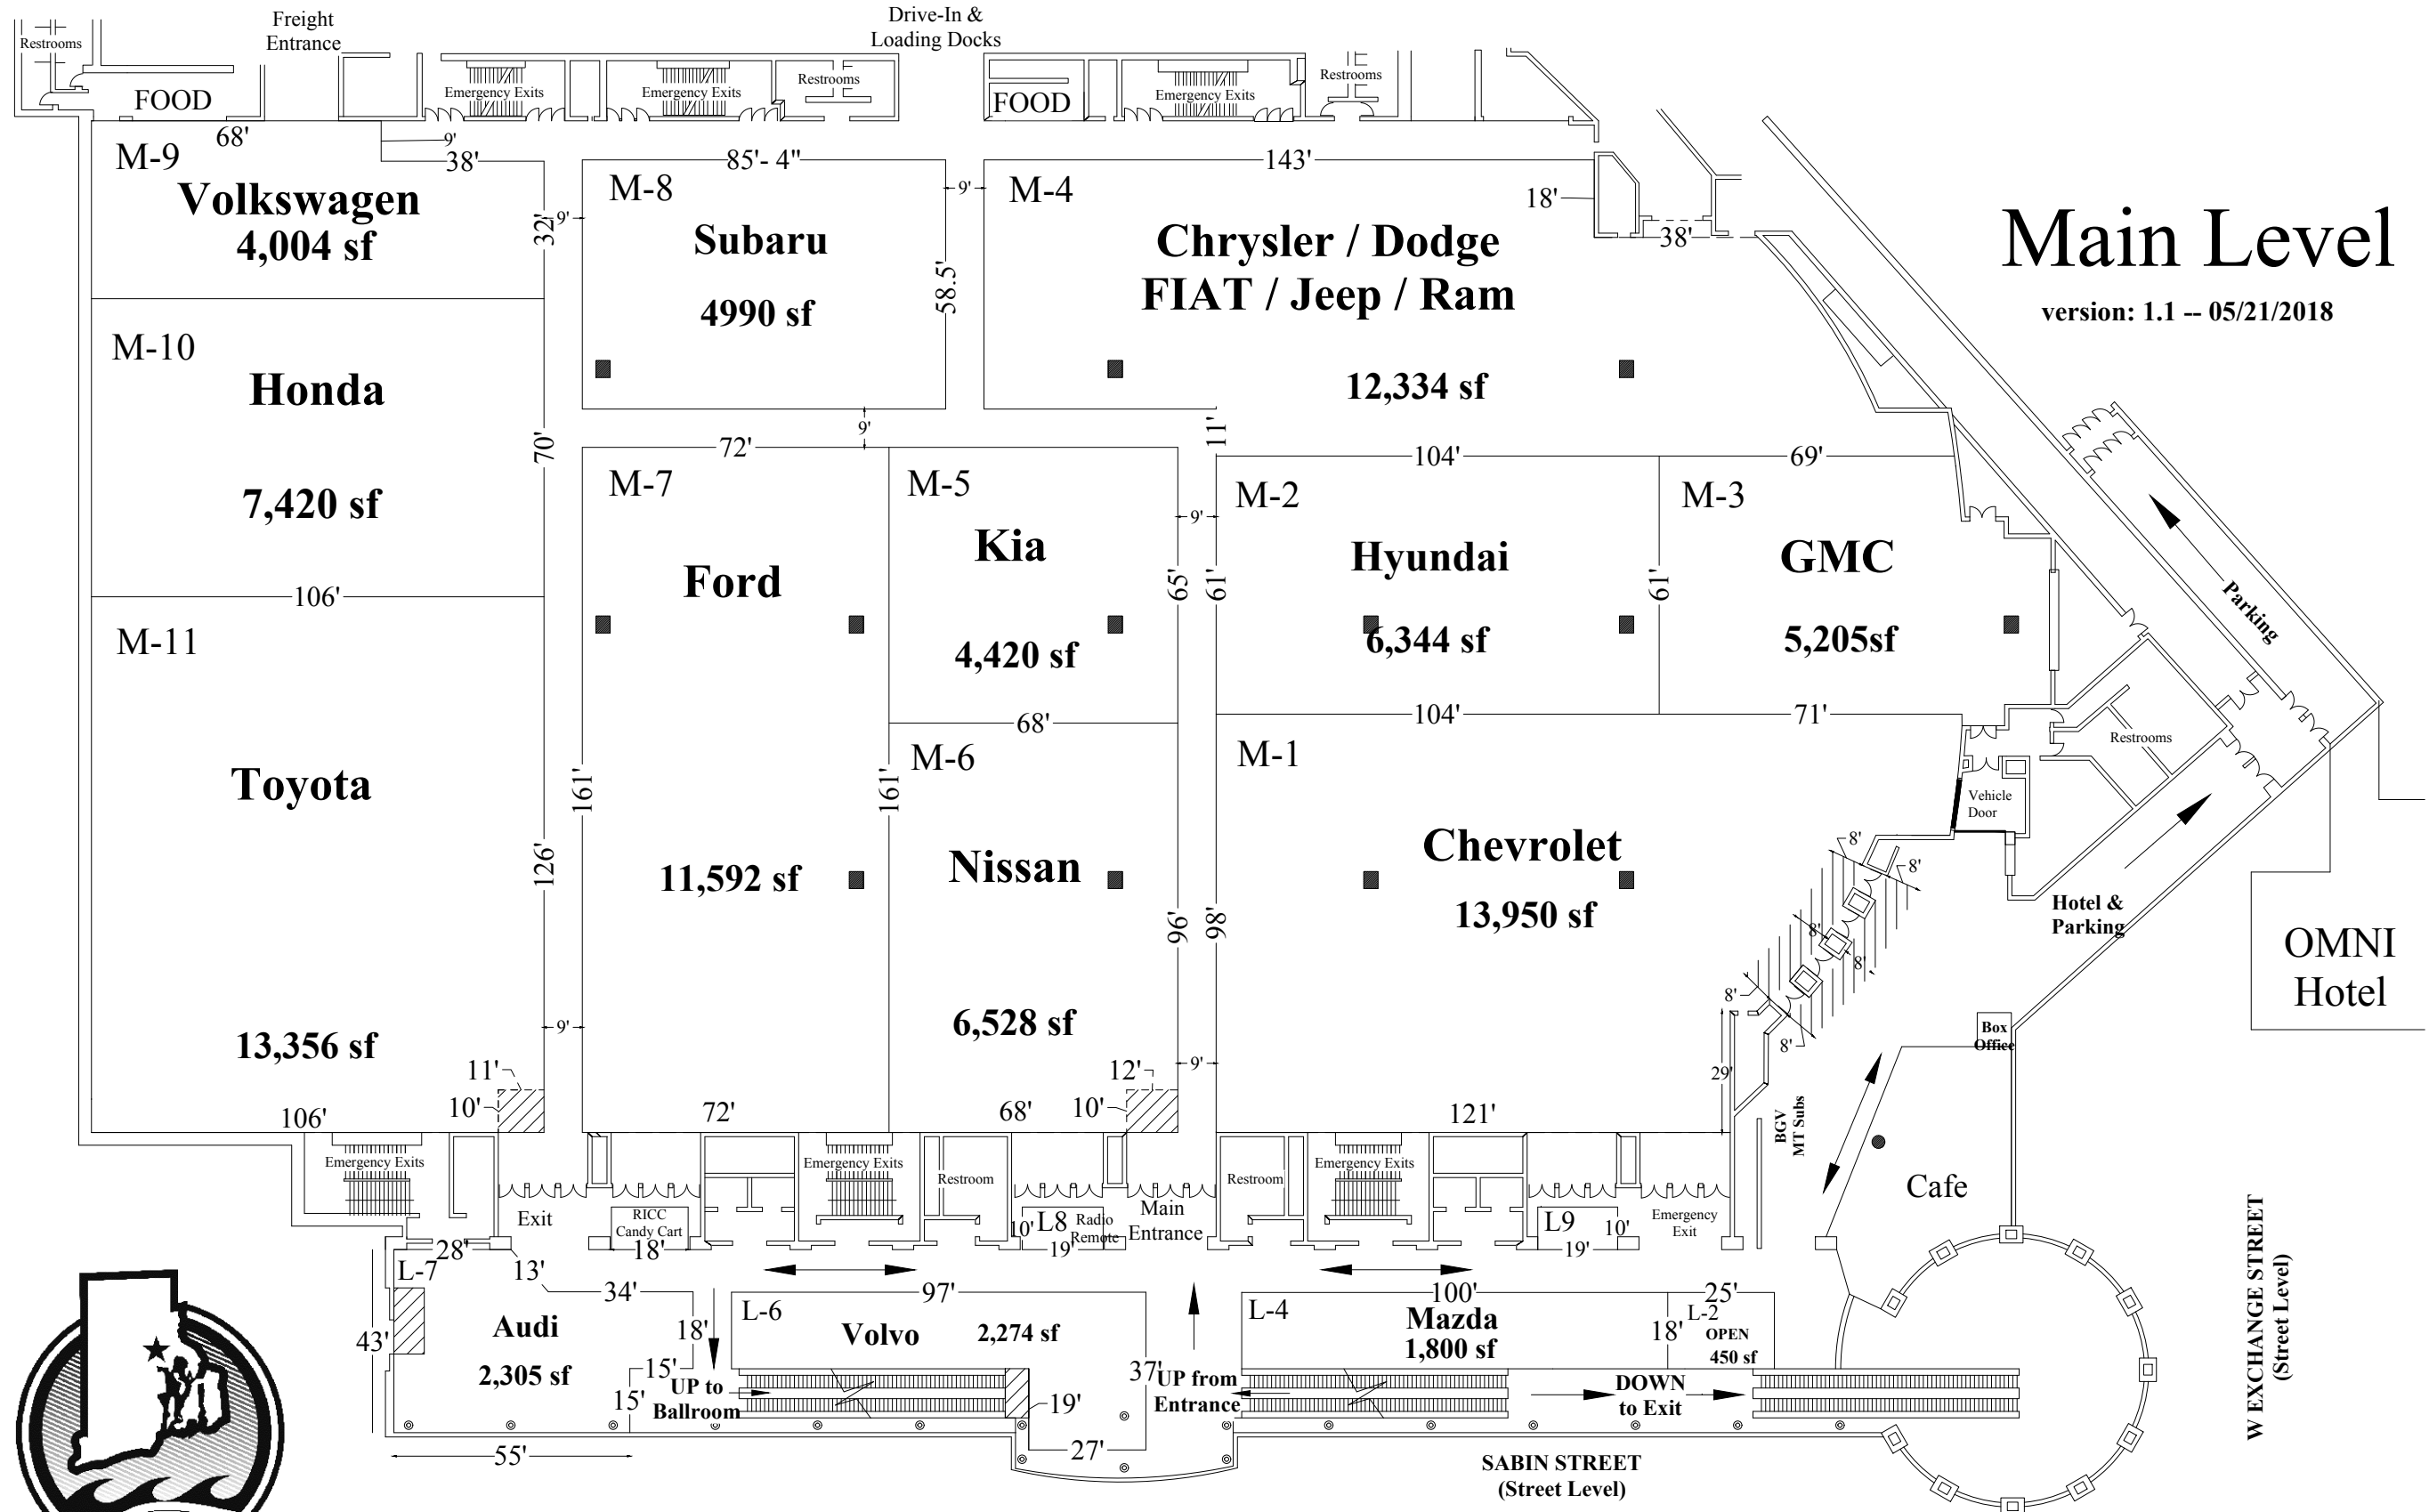 Freight
Entrance
Drive-In &
Loading Docks
Restrooms
FOOD
Emergency Exits
Emergency Exits
Restrooms
FOOD
Emergency Exits
Restrooms
Main Level
version: 1.1 -- 05/21/2018
68'
9'
38'
M-9
Volkswagen
4,004 sf
32'
9'
85'- 4"
M-8
Subaru
4990 sf
58.5'
9'
9'
143'
M-4
18'
38'
Chrysler / Dodge
FIAT / Jeep / Ram
12,334 sf
11'
M-10
Honda
7,420 sf
70'
106'
M-11
Toyota
13,356 sf
126'
11'
10'
106'
9'
72'
M-7
Ford
11,592 sf
161'
161'
72'
M-5
Kia
4,420 sf
65'
68'
M-6
Nissan
6,528 sf
96'
12'
10'
68'
9'
9'
104'
M-2
Hyundai
6,344 sf
61'
61'
104'
69'
M-3
GMC
5,205sf
71'
M-1
Chevrolet
13,950 sf
98'
121'
29'
8'
8'
8'
8'
8'
8'
Parking
Restrooms
Vehicle
Door
Hotel &
Parking
OMNI
Hotel
Box
Office
BGV
MT Subs
Cafe
W EXCHANGE STREET
(Street Level)
Emergency Exits
Exit
RICC
Candy Cart
18'
Emergency Exits
Restroom
10'
L8
Radio
Remote
19'
Main
Entrance
Restroom
Emergency Exits
L9
10'
19'
Emergency
Exit
28'
L-7
13'
34'
43'
Audi
2,305 sf
18'
15'
15'
55'
UP to
Ballroom
97'
L-6
Volvo
2,274 sf
37'
19'
27'
UP from
Entrance
100'
L-4
Mazda
1,800 sf
18'
25'
L-2
OPEN
450 sf
DOWN
to Exit
SABIN STREET
(Street Level)